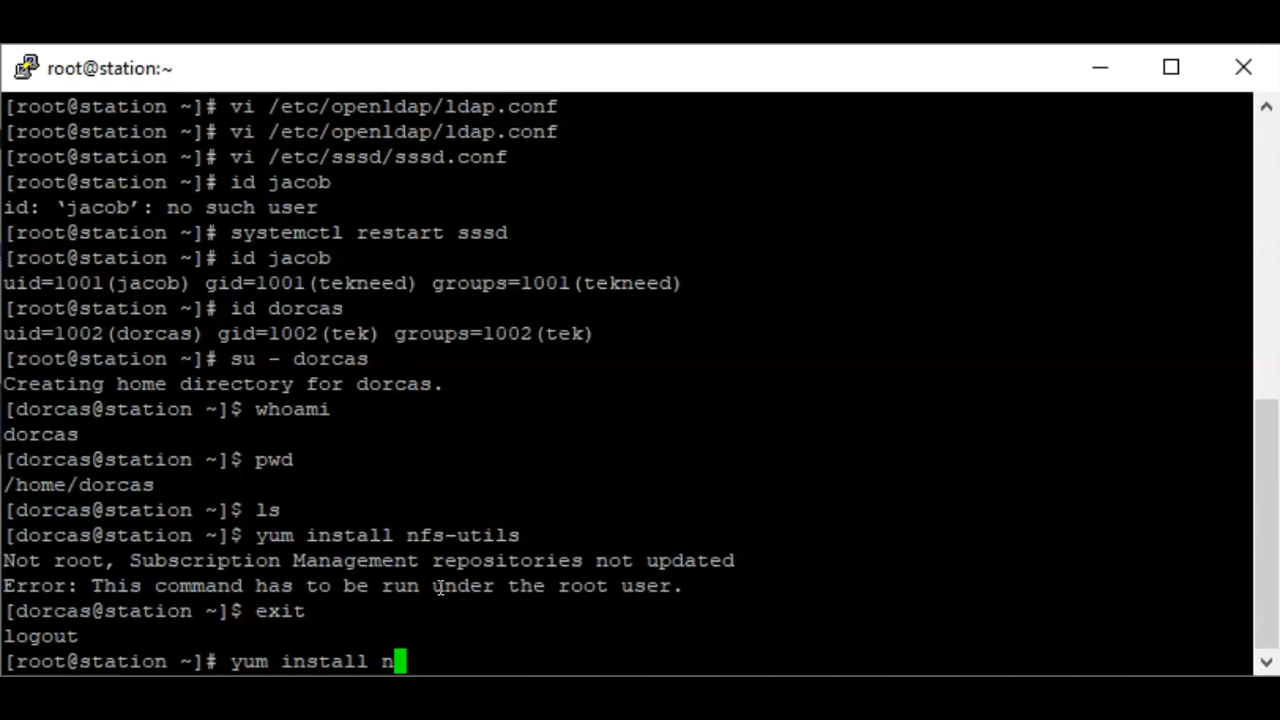 root@station:~
[root@station ~]# vi /etc/openldap/ldap.conf
[root@station ~]# vi /etc/openldap/ldap.conf
[root@station ~]# vi /etc/sssd/sssd.conf
[root@station ~]# id jacob
id: ‘jacob’: no such user
[root@station ~]# systemctl restart sssd
[root@station ~]# id jacob
uid=1001(jacob) gid=1001(tekneed) groups=1001(tekneed)
[root@station ~]# id dorcas
uid=1002(dorcas) gid=1002(tek) groups=1002(tek)
[root@station ~]# su - dorcas
Creating home directory for dorcas.
[dorcas@station ~]$ whoami
dorcas
[dorcas@station ~]$ pwd
/home/dorcas
[dorcas@station ~]$ ls
[dorcas@station ~]$ yum install nfs-utils
Not root, Subscription Management repositories not updated
Error: This command has to be run under the root user.
[dorcas@station ~]$ exit
logout
[root@station ~]# yum install n